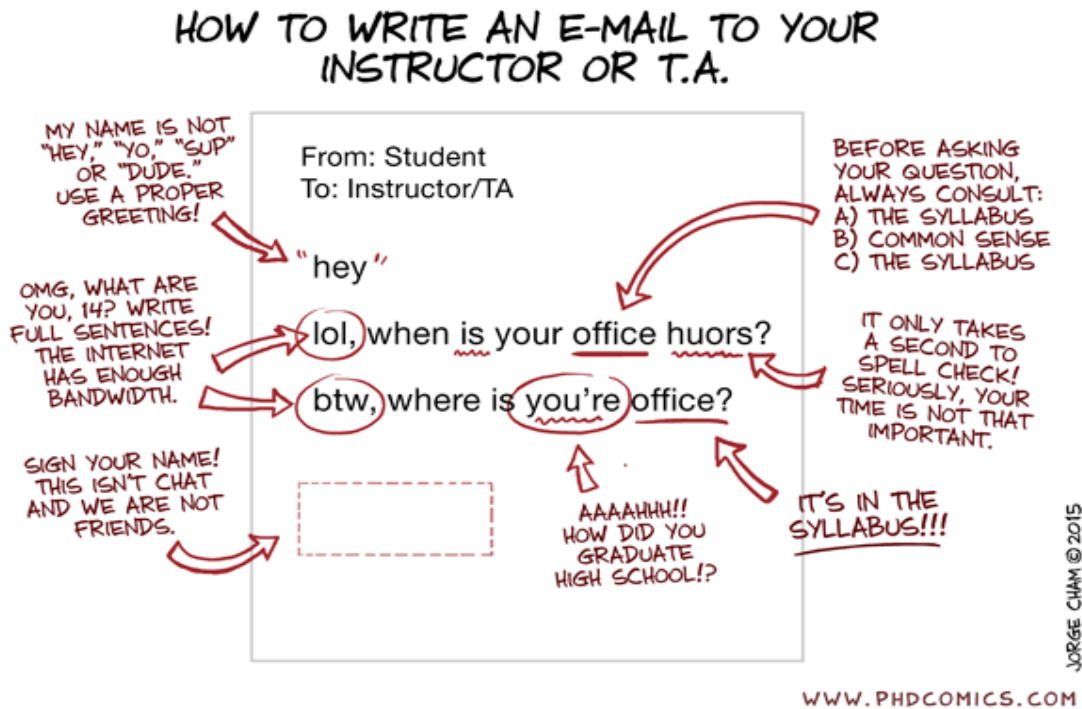 HOW TO WRITE AN E-MAIL TO YOUR
INSTRUCTOR OR T.A.
MY NAME IS NOT
"HEY," "YO," "SUP"
OR "DUDE."
USE A PROPER
GREETING!
From: Student
To: Instructor/TA
BEFORE ASKING
YOUR QUESTION,
ALWAYS CONSULT:
A) THE SYLLABUS
B) COMMON SENSE
C) THE SYLLABUS
"hey"
OMG, WHAT ARE
YOU, 14? WRITE
FULL SENTENCES!
THE INTERNET
HAS ENOUGH
BANDWIDTH.
lol, when is your office huors?
btw, where is you're office?
IT ONLY TAKES
A SECOND TO
SPELL CHECK!
SERIOUSLY, YOUR
TIME IS NOT THAT
IMPORTANT.
SIGN YOUR NAME!
THIS ISN'T CHAT
AND WE ARE NOT
FRIENDS.
AAAAHHH!!
HOW DID YOU
GRADUATE
HIGH SCHOOL!?
IT'S IN THE
SYLLABUS!!!
JORGE CHAM © 2015
WWW.PHDCOMICS.COM